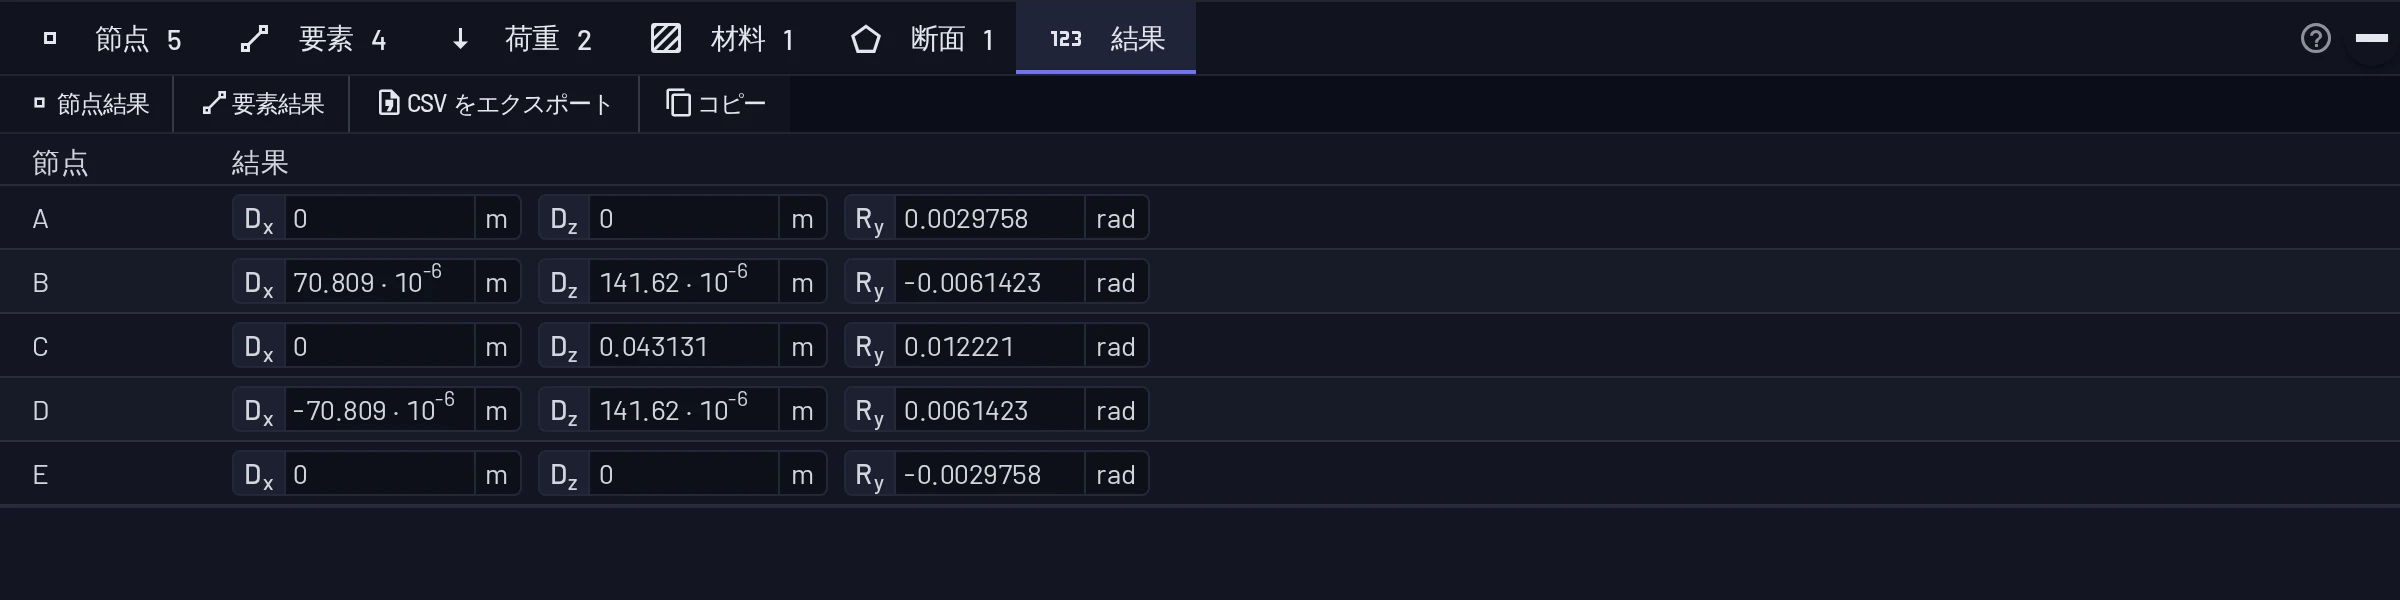 節点 5 要素 4 荷重 2 材料 1 断面 1 123 結果 ?
節点結果 要素結果 CSV をエクスポート コピー
節点 結果
A Dx 0 m Dz 0 m Ry 0.0029758 rad
B Dx 70.809 · 10⁻⁶ m Dz 141.62 · 10⁻⁶ m Ry -0.0061423 rad
C Dx 0 m Dz 0.043131 m Ry 0.012221 rad
D Dx -70.809 · 10⁻⁶ m Dz 141.62 · 10⁻⁶ m Ry 0.0061423 rad
E Dx 0 m Dz 0 m Ry -0.0029758 rad